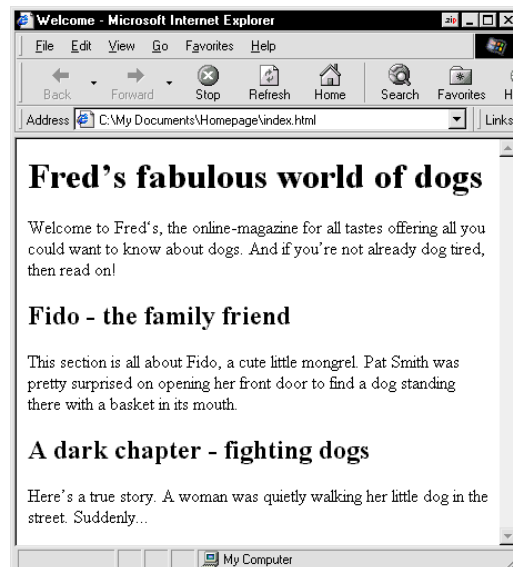 Welcome - Microsoft Internet Explorer
zip
File Edit View Go Favorites Help
Back Forward Stop Refresh Home Search Favorites H
Address C:\My Documents\Homepage\index.html Links
Fred's fabulous world of dogs
Welcome to Fred‘s, the online-magazine for all tastes offering all you
could want to know about dogs. And if you're not already dog tired,
then read on!
Fido - the family friend
This section is all about Fido, a cute little mongrel. Pat Smith was
pretty surprised on opening her front door to find a dog standing
there with a basket in its mouth.
A dark chapter - fighting dogs
Here's a true story. A woman was quietly walking her little dog in the
street. Suddenly...
My Computer